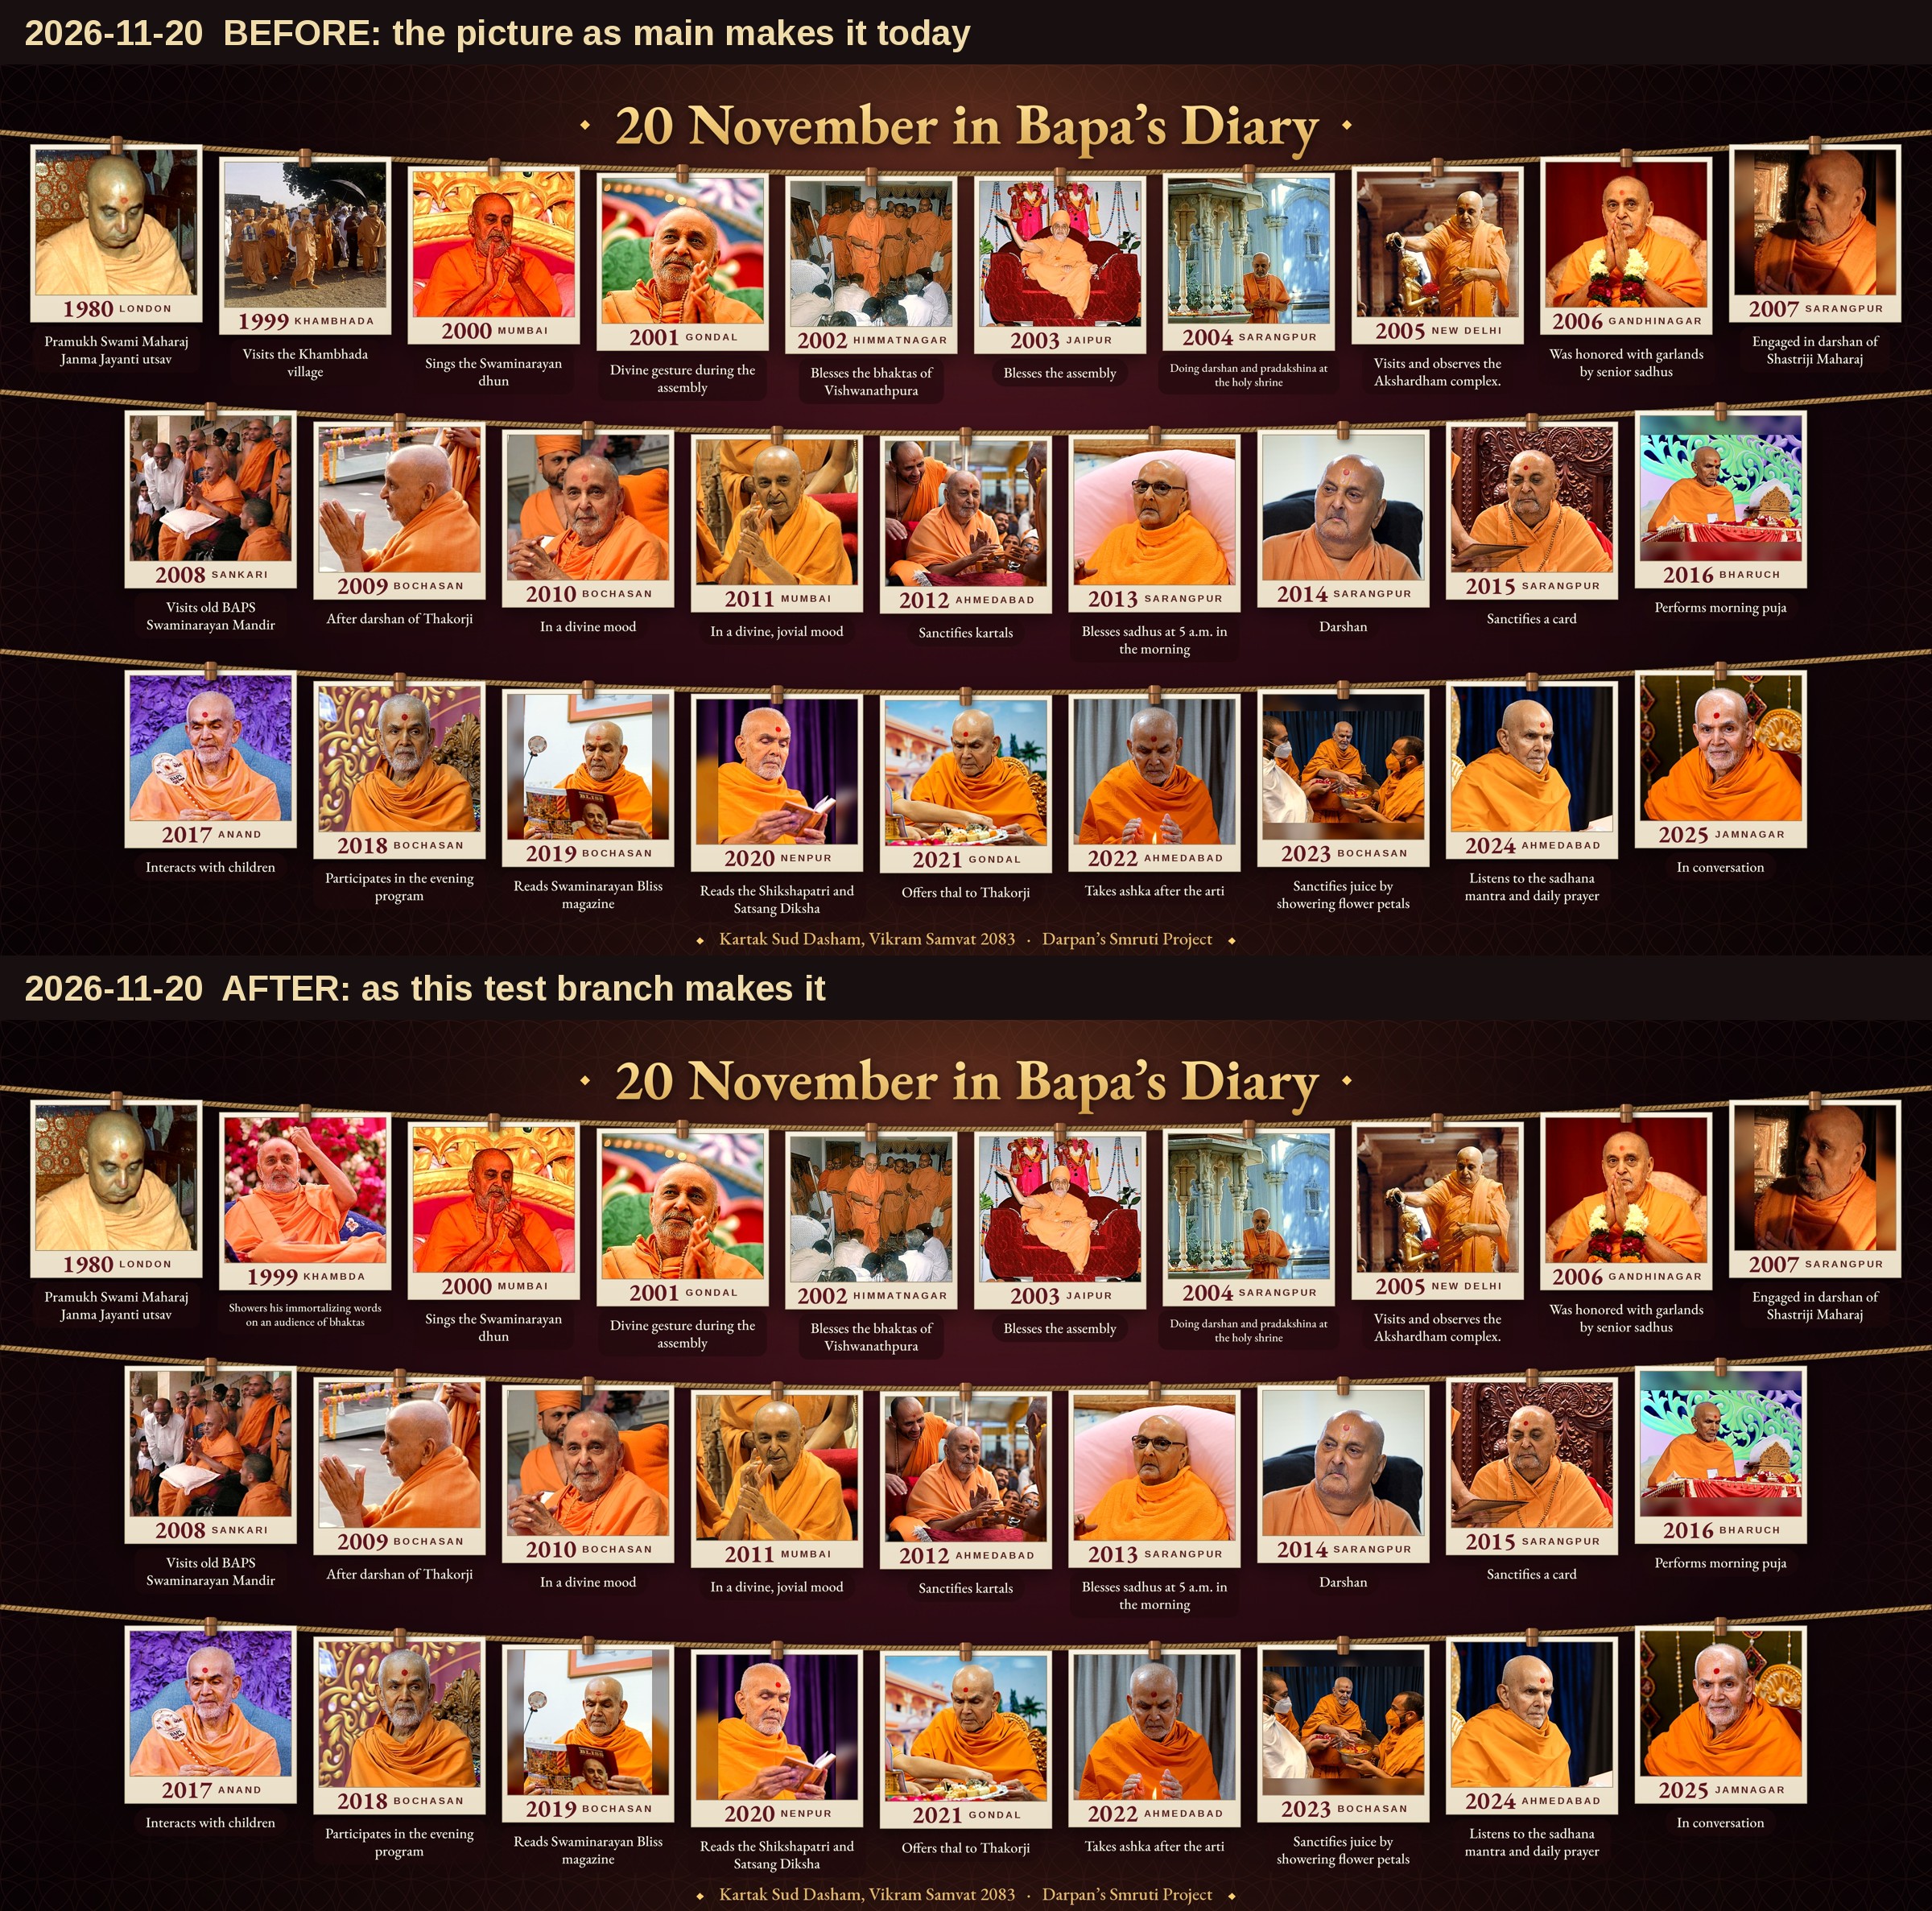 2026-11-20 BEFORE: the picture as main makes it today
20 November in Bapa’s Diary
1980 LONDON
Pramukh Swami Maharaj
Janma Jayanti utsav
1999 KHAMBHADA
Visits the Khambhada
village
2000 MUMBAI
Sings the Swaminarayan
dhun
2001 GONDAL
Divine gesture during the
assembly
2002 HIMMATNAGAR
Blesses the bhaktas of
Vishwanathpura
2003 JAIPUR
Blesses the assembly
2004 SARANGPUR
Doing darshan and pradakshina at
the holy shrine
2005 NEW DELHI
Visits and observes the
Akshardham complex.
2006 GANDHINAGAR
Was honored with garlands
by senior sadhus
2007 SARANGPUR
Engaged in darshan of
Shastriji Maharaj
2008 SANKARI
Visits old BAPS
Swaminarayan Mandir
2009 BOCHASAN
After darshan of Thakorji
2010 BOCHASAN
In a divine mood
2011 MUMBAI
In a divine, jovial mood
2012 AHMEDABAD
Sanctifies kartals
2013 SARANGPUR
Blesses sadhus at 5 a.m. in
the morning
2014 SARANGPUR
Darshan
2015 SARANGPUR
Sanctifies a card
2016 BHARUCH
Performs morning puja
2017 ANAND
Interacts with children
2018 BOCHASAN
Participates in the evening
program
BLISS
2019 BOCHASAN
Reads Swaminarayan Bliss
magazine
2020 NENPUR
Reads the Shikshapatri and
Satsang Diksha
2021 GONDAL
Offers thal to Thakorji
2022 AHMEDABAD
Takes ashka after the arti
2023 BOCHASAN
Sanctifies juice by
showering flower petals
2024 AHMEDABAD
Listens to the sadhana
mantra and daily prayer
2025 JAMNAGAR
In conversation
Kartak Sud Dasham, Vikram Samvat 2083 · Darpan’s Smruti Project
2026-11-20 AFTER: as this test branch makes it
20 November in Bapa’s Diary
1980 LONDON
Pramukh Swami Maharaj
Janma Jayanti utsav
1999 KHAMBDA
Showers his immortalizing words
on an audience of bhaktas
2000 MUMBAI
Sings the Swaminarayan
dhun
2001 GONDAL
Divine gesture during the
assembly
2002 HIMMATNAGAR
Blesses the bhaktas of
Vishwanathpura
2003 JAIPUR
Blesses the assembly
2004 SARANGPUR
Doing darshan and pradakshina at
the holy shrine
2005 NEW DELHI
Visits and observes the
Akshardham complex.
2006 GANDHINAGAR
Was honored with garlands
by senior sadhus
2007 SARANGPUR
Engaged in darshan of
Shastriji Maharaj
2008 SANKARI
Visits old BAPS
Swaminarayan Mandir
2009 BOCHASAN
After darshan of Thakorji
2010 BOCHASAN
In a divine mood
2011 MUMBAI
In a divine, jovial mood
2012 AHMEDABAD
Sanctifies kartals
2013 SARANGPUR
Blesses sadhus at 5 a.m. in
the morning
2014 SARANGPUR
Darshan
2015 SARANGPUR
Sanctifies a card
2016 BHARUCH
Performs morning puja
2017 ANAND
Interacts with children
2018 BOCHASAN
Participates in the evening
program
BLISS
2019 BOCHASAN
Reads Swaminarayan Bliss
magazine
2020 NENPUR
Reads the Shikshapatri and
Satsang Diksha
2021 GONDAL
Offers thal to Thakorji
2022 AHMEDABAD
Takes ashka after the arti
2023 BOCHASAN
Sanctifies juice by
showering flower petals
2024 AHMEDABAD
Listens to the sadhana
mantra and daily prayer
2025 JAMNAGAR
In conversation
Kartak Sud Dasham, Vikram Samvat 2083 · Darpan’s Smruti Project